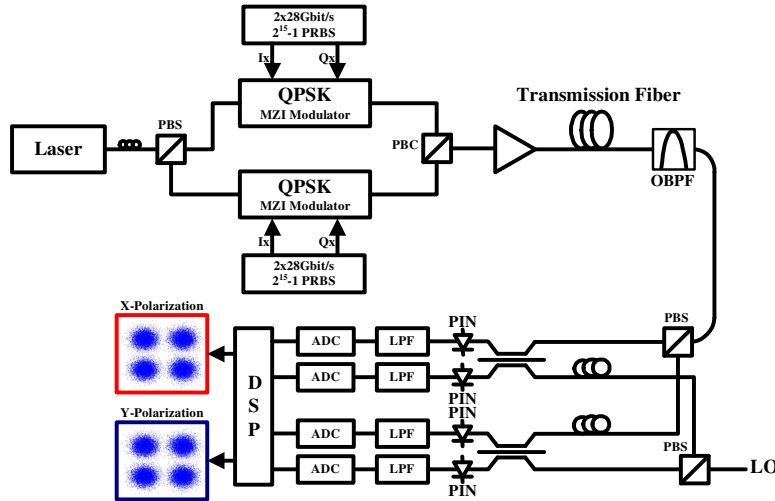 2x28Gbit/s
2^15-1 PRBS
Ix
Qx
QPSK
MZI Modulator
Transmission Fiber
PBS
Laser
PBC
OBPF
QPSK
MZI Modulator
Ix
Qx
2x28Gbit/s
2^15-1 PRBS
X-Polarization
PIN
PBS
ADC
LPF
D
S
P
ADC
LPF
PIN
Y-Polarization
PIN
ADC
LPF
PBS
ADC
LPF
LO
PIN